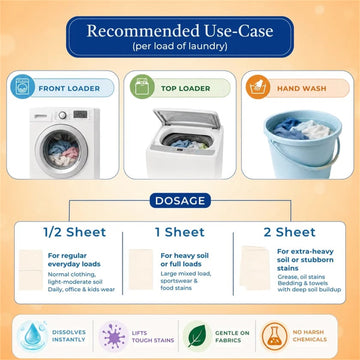 Recommended Use-Case
(per load of laundry)
FRONT LOADER
TOP LOADER
HAND WASH
DOSAGE
1/2 Sheet
For regular
everyday loads
Normal clothing,
light-moderate soil
Daily, office & kids wear
1 Sheet
For heavy soil
or full loads
Large mixed load,
sportswear &
food stains
2 Sheet
For extra-heavy
soil or stubborn
stains
Grease, oil stains
Bedding & towels
with deep soil buildup
DISSOLVES
INSTANTLY
LIFTS
TOUGH STAINS
GENTLE ON
FABRICS
NO HARSH
CHEMICALS